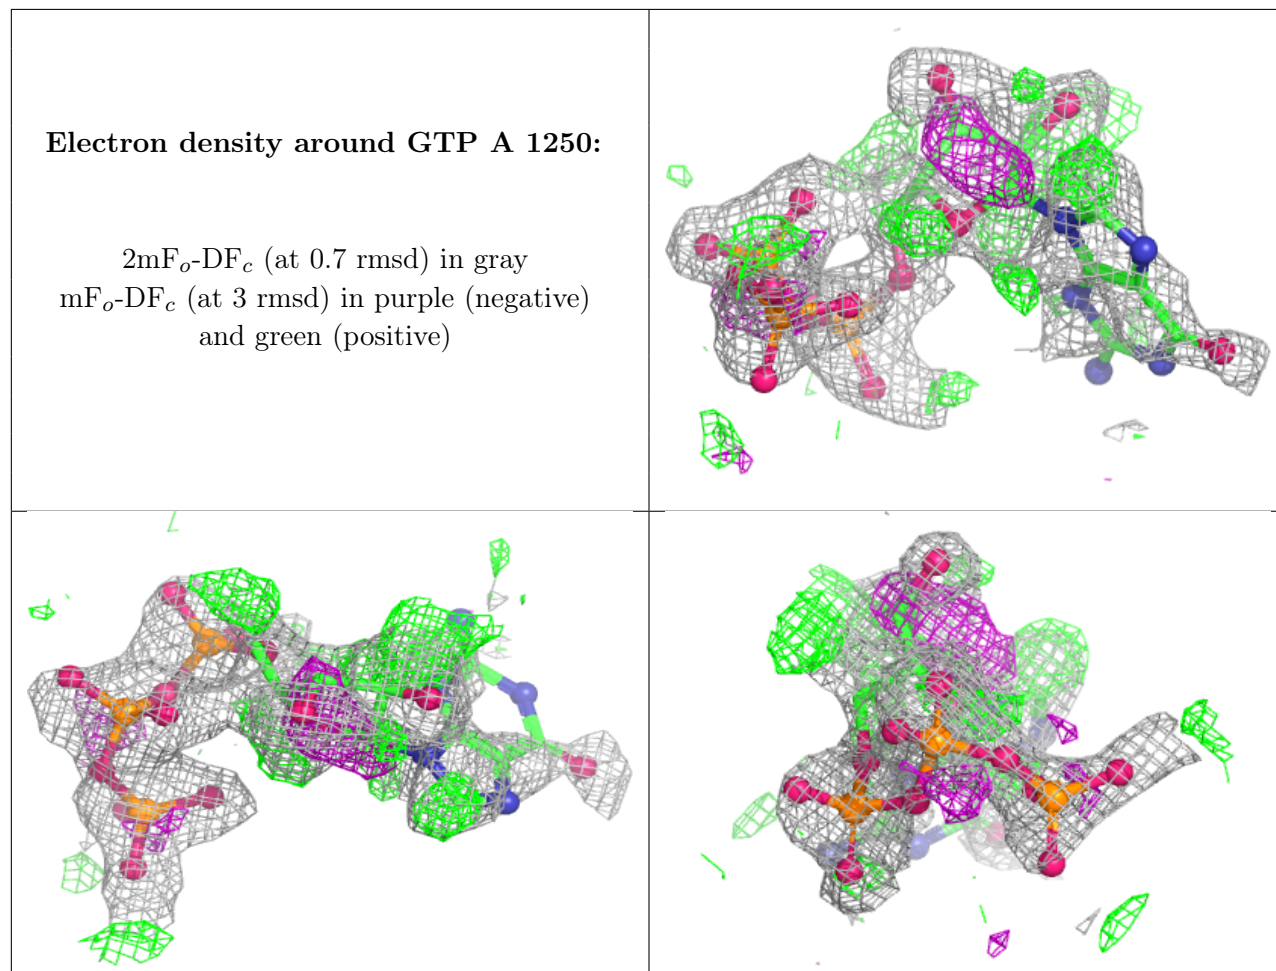 Electron density around GTP A 1250:
2mFo-DFc (at 0.7 rmsd) in gray
mFo-DFc (at 3 rmsd) in purple (negative)
and green (positive)